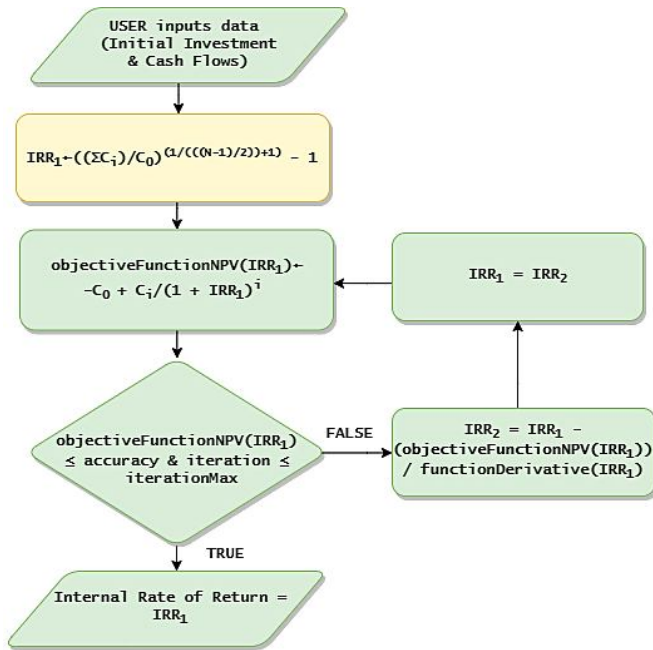 USER inputs data
(Initial Investment
& Cash Flows)
IRR₁←((ΣCᵢ)/C₀)^(1/(((N-1)/2))+1) - 1
objectiveFunctionNPV(IRR₁)←
-C₀ + Cᵢ/(1 + IRR₁)ⁱ
IRR₁ = IRR₂
objectiveFunctionNPV(IRR₁)
≤ accuracy & iteration ≤
iterationMax
FALSE
IRR₂ = IRR₁ -
(objectiveFunctionNPV(IRR₁))
/ functionDerivative(IRR₁)
TRUE
Internal Rate of Return =
IRR₁